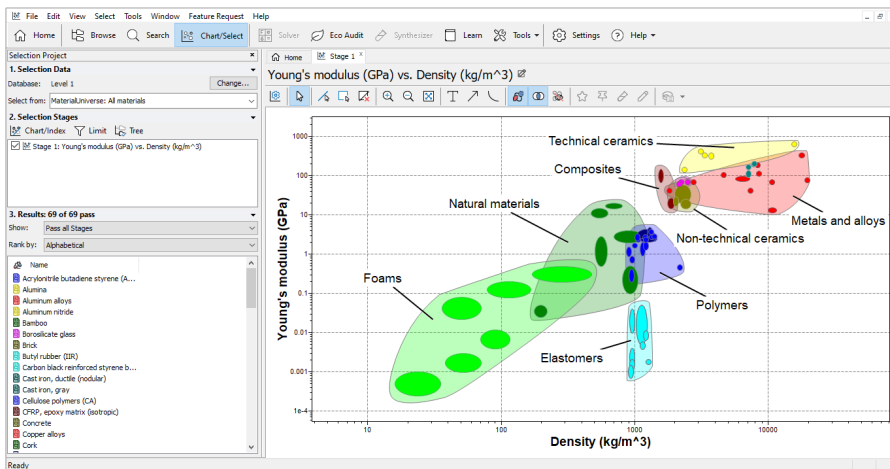 File Edit View Select Tools Window Feature Request Help
Home Browse Search Chart/Select Solver Eco Audit Synthesizer Learn Tools Settings Help
Selection Project
1. Selection Data
Database: Level 1 Change...
Select from: MaterialUniverse: All materials
2. Selection Stages
Chart/Index Limit Tree
Stage 1: Young's modulus (GPa) vs. Density (kg/m^3)
3. Results: 69 of 69 pass
Show: Pass all Stages
Rank by: Alphabetical
Name
Acrylonitrile butadiene styrene (A...
Alumina
Aluminum alloys
Aluminum nitride
Bamboo
Borosilicate glass
Brick
Butyl rubber (IIR)
Carbon black reinforced styrene b...
Cast iron, ductile (nodular)
Cast iron, gray
Cellulose polymers (CA)
CFRP, epoxy matrix (isotropic)
Concrete
Copper alloys
Cork
Ready
Home Stage 1 x
Young's modulus (GPa) vs. Density (kg/m^3)
Young's modulus (GPa)
1000
100
10
1
0.1
0.01
0.001
1e-4
Technical ceramics
Composites
Natural materials
Metals and alloys
Non-technical ceramics
Foams
Polymers
Elastomers
10 100 1000 10000
Density (kg/m^3)